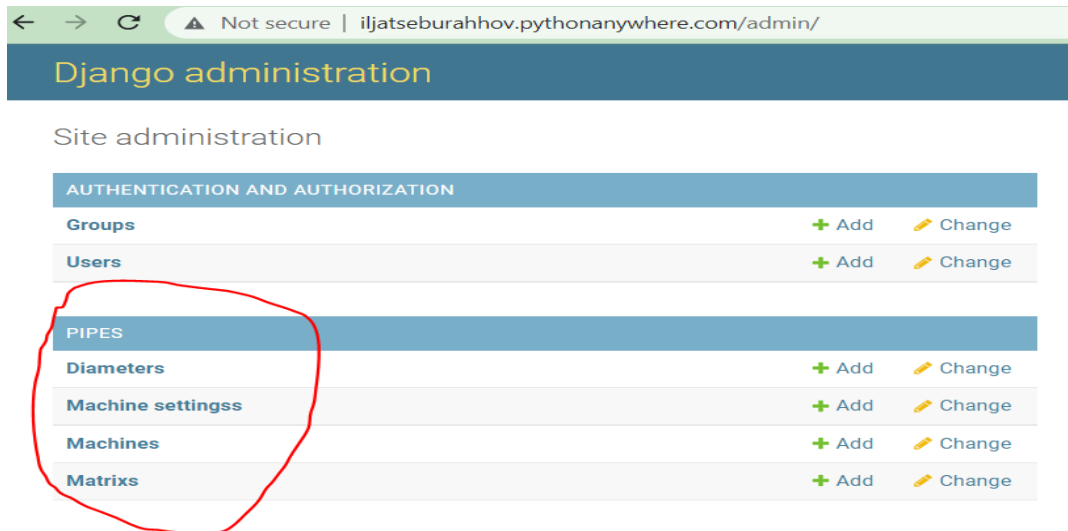 Not secure | iljatseburahhov.pythonanywhere.com/admin/
Django administration
Site administration
AUTHENTICATION AND AUTHORIZATION
Groups Add Change
Users Add Change
PIPES
Diameters Add Change
Machine settingss Add Change
Machines Add Change
Matrixs Add Change